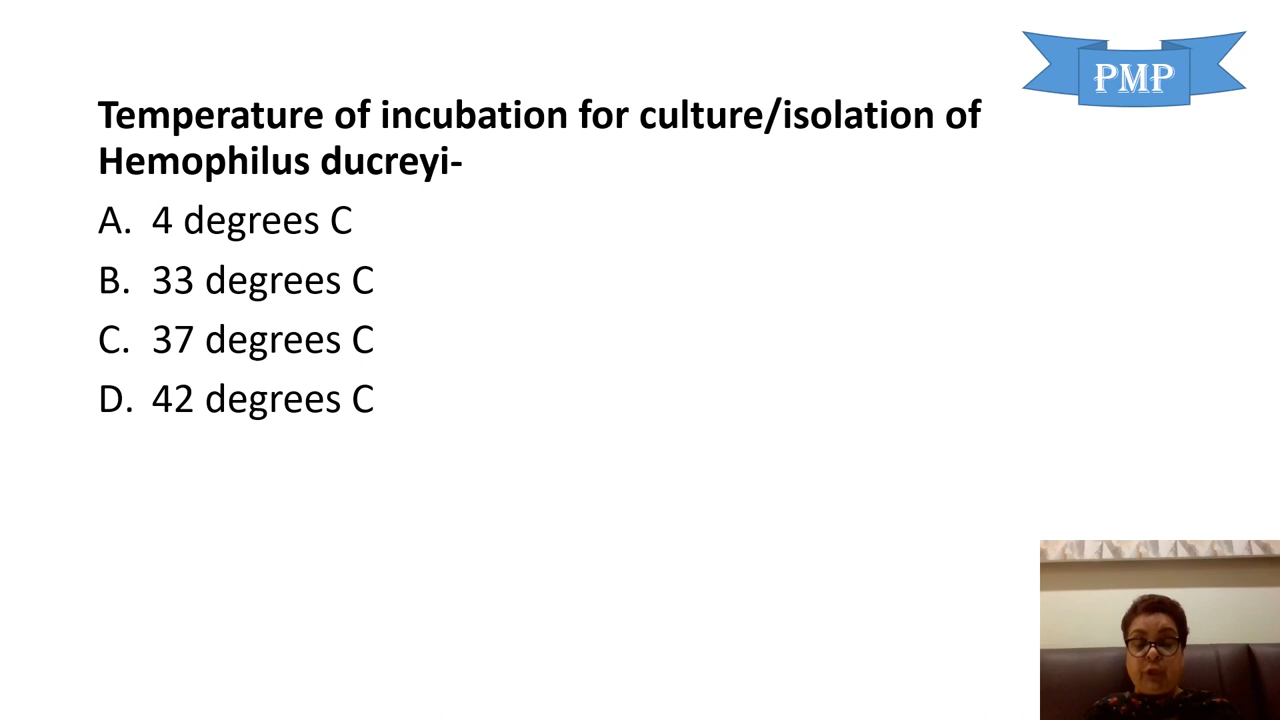 PMP
Temperature of incubation for culture/isolation of
Hemophilus ducreyi-
A. 4 degrees C
B. 33 degrees C
C. 37 degrees C
D. 42 degrees C